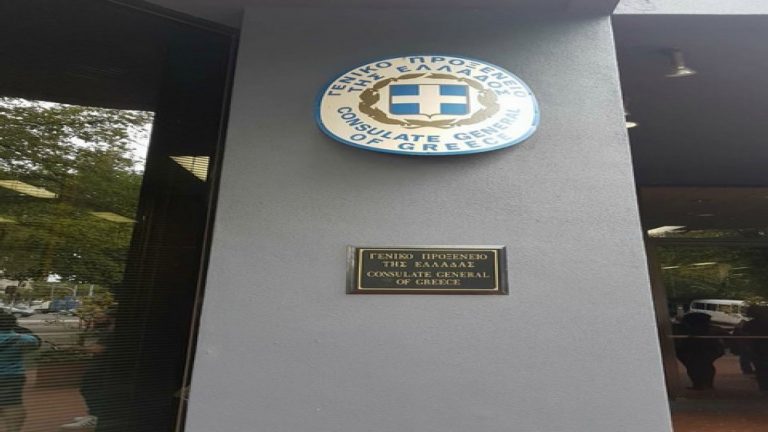 ΓΕΝΙΚΟ ΠΡΟΞΕΝΕΙΟ
ΤΗΣ ΕΛΛΑΔΟΣ
CONSULATE GENERAL
OF GREECE
ΓΕΝΙΚΟ ΠΡΟΞΕΝΕΙΟ
ΤΗΣ ΕΛΛΑΔΑΣ
CONSULATE GENERAL
OF GREECE